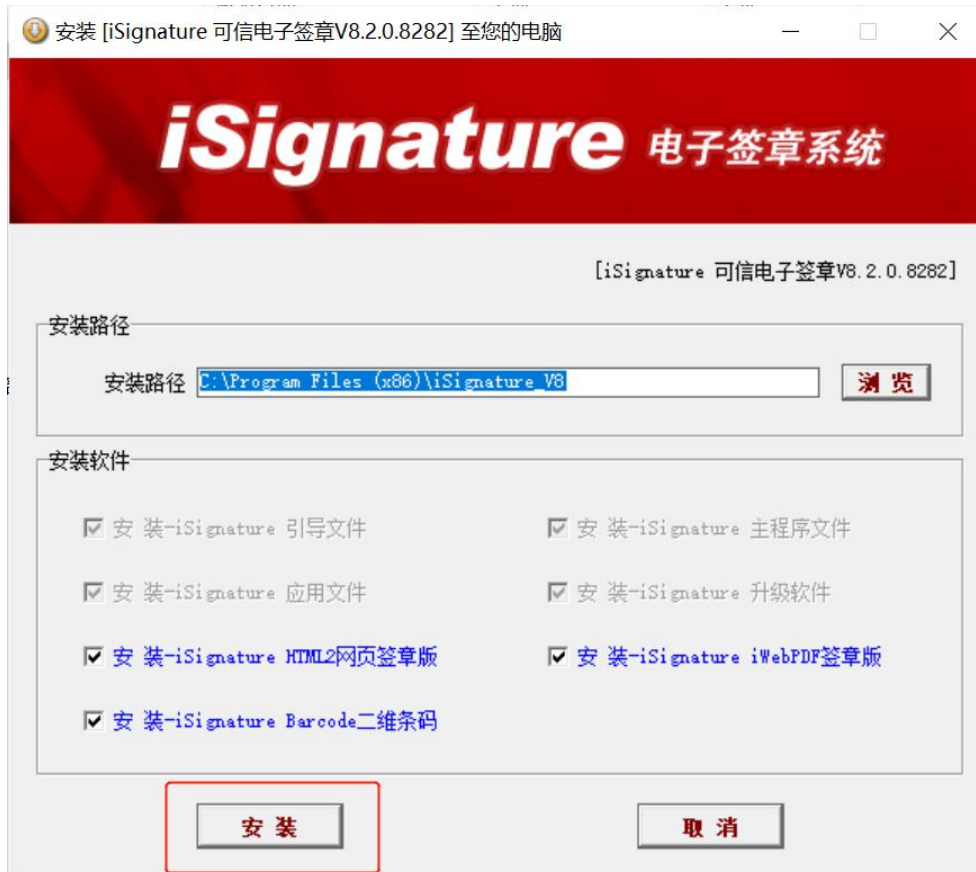 安装 [iSignature 可信电子签章V8.2.0.8282] 至您的电脑
iSignature 电子签章系统
[iSignature 可信电子签章V8.2.0.8282]
安装路径
安装路径 C:\Program Files (x86)\iSignature_V8 浏 览
安装软件
安 装-iSignature 引导文件 安 装-iSignature 主程序文件
安 装-iSignature 应用文件 安 装-iSignature 升级软件
安 装-iSignature HTML2网页签章版 安 装-iSignature iWebPDF签章版
安 装-iSignature Barcode二维条码
安 装 取 消